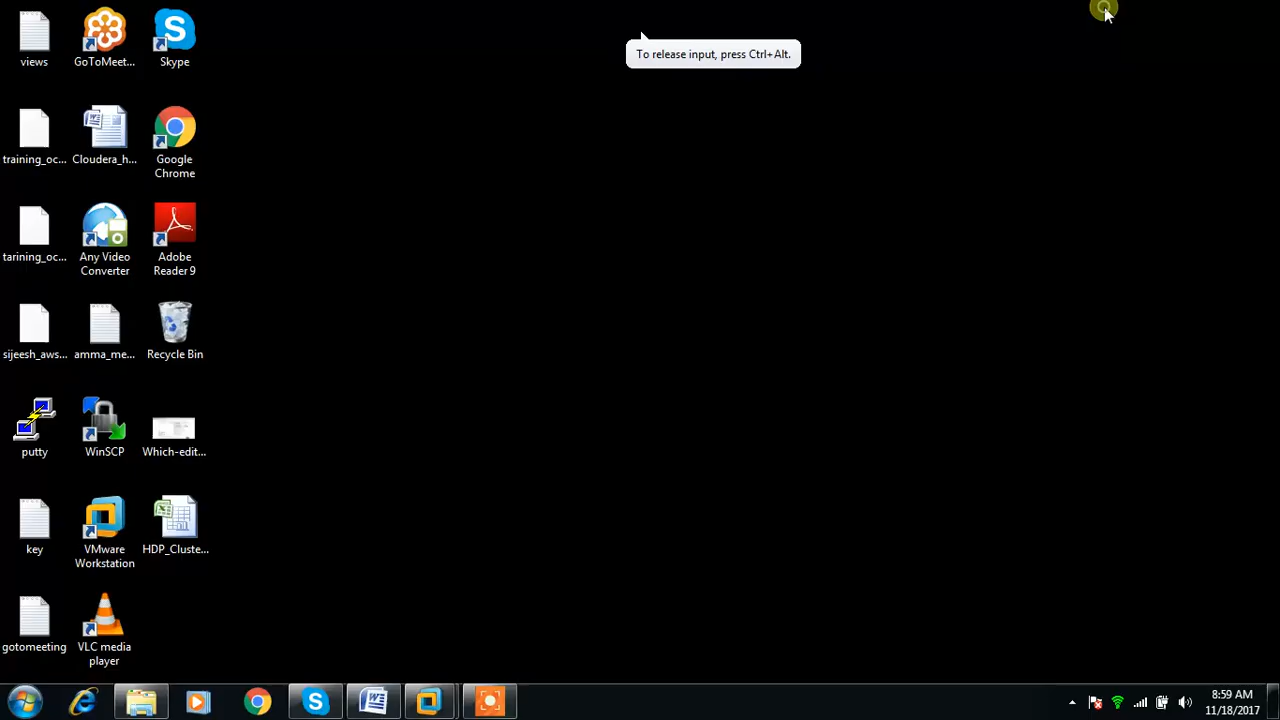 To release input, press Ctrl+Alt.
views
GoToMeet...
Skype
training_oc...
Cloudera_h...
Google
Chrome
tarining_oc...
Any Video
Converter
Adobe
Reader 9
sijeesh_aws...
amma_me...
Recycle Bin
putty
WinSCP
Which-edit...
key
VMware
Workstation
HDP_Cluste...
gotomeeting
VLC media
player
8:59 AM
11/18/2017